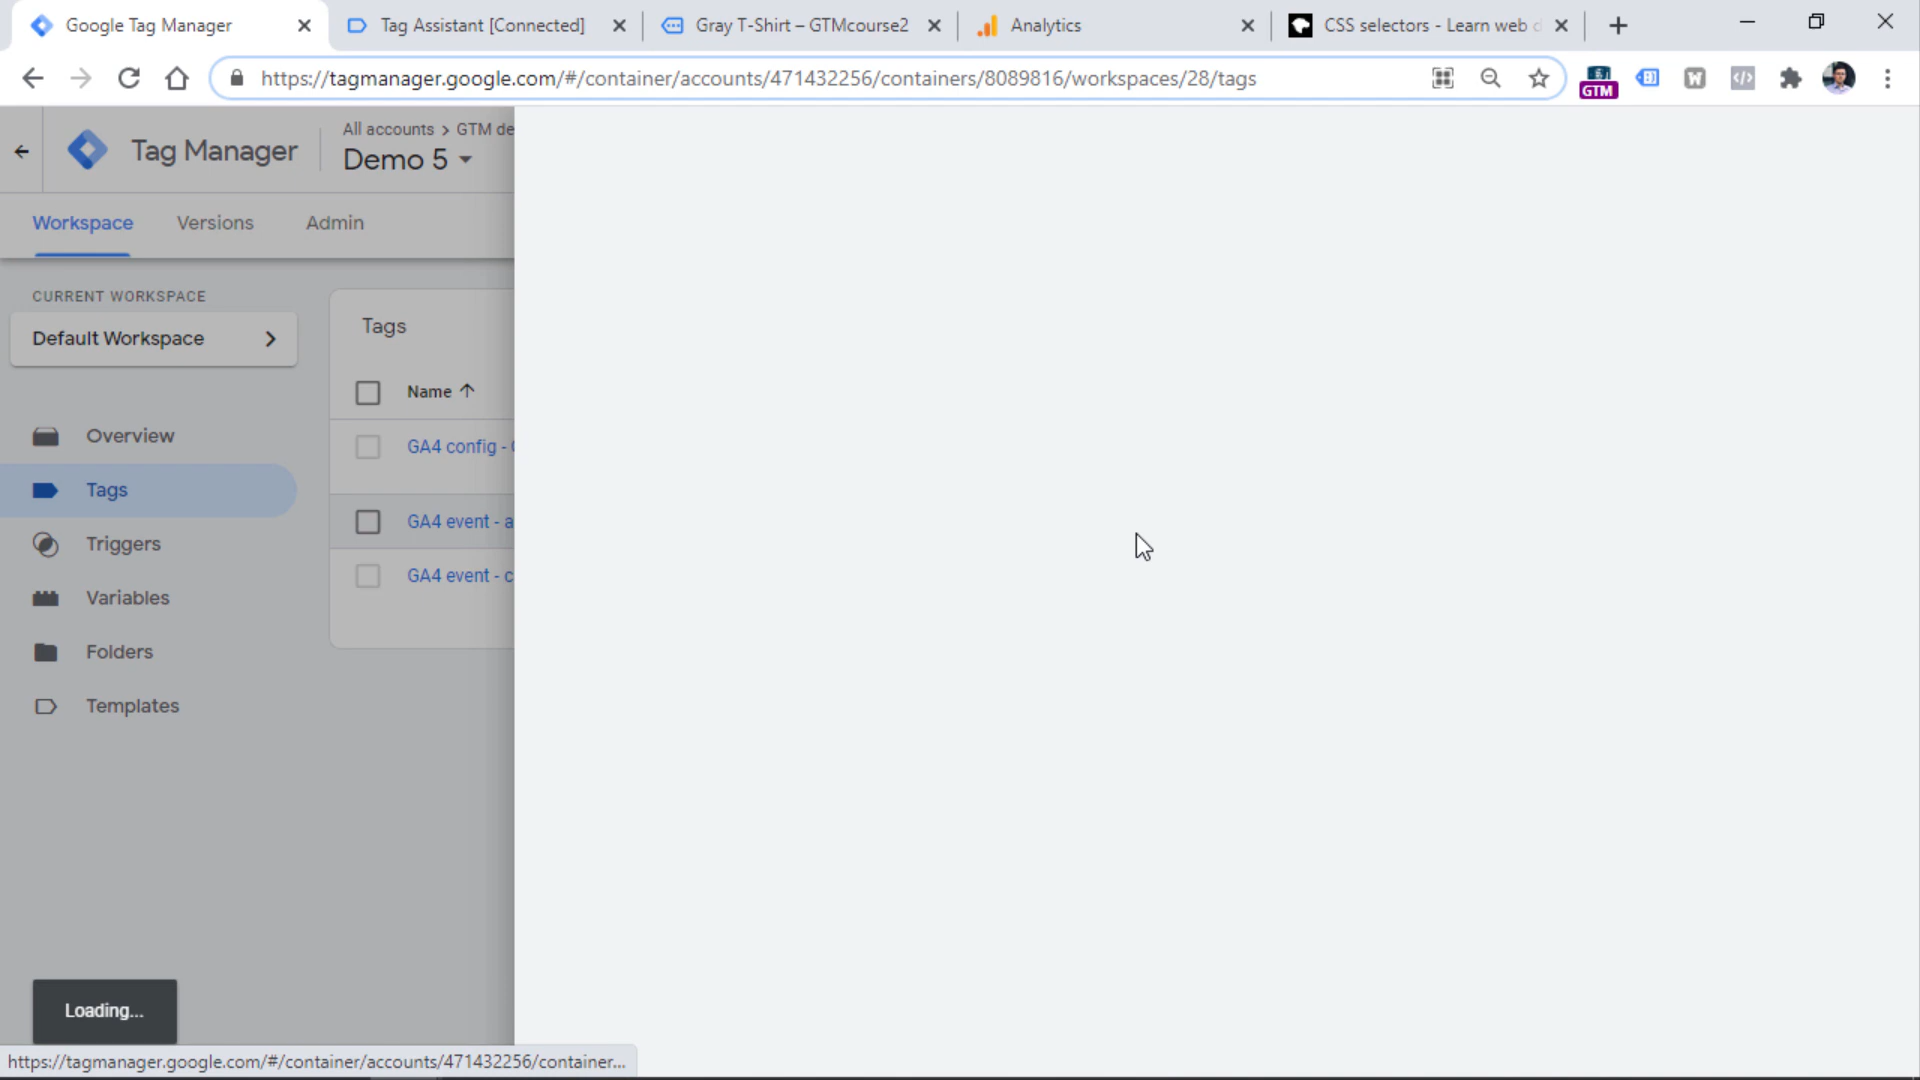 Google Tag Manager
Tag Assistant [Connected]
Gray T-Shirt – GTMcourse2
Analytics
CSS selectors - Learn web d
https://tagmanager.google.com/#/container/accounts/471432256/containers/8089816/workspaces/28/tags
GTM
W
Tag Manager
All accounts > GTM de
Demo 5
Workspace
Versions
Admin
CURRENT WORKSPACE
Default Workspace
Tags
Name
Overview
GA4 config - 
Tags
GA4 event - a
Triggers
GA4 event - c
Variables
Folders
Templates
Loading...
https://tagmanager.google.com/#/container/accounts/471432256/container...